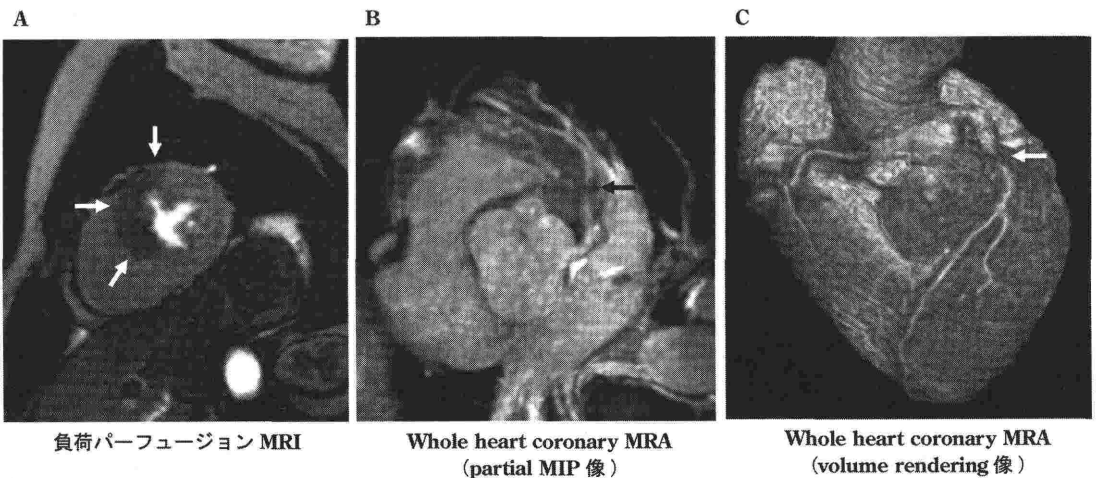 A
B
C
負荷パーフュージョン MRI
Whole heart coronary MRA
(partial MIP 像)
Whole heart coronary MRA
(volume rendering 像)